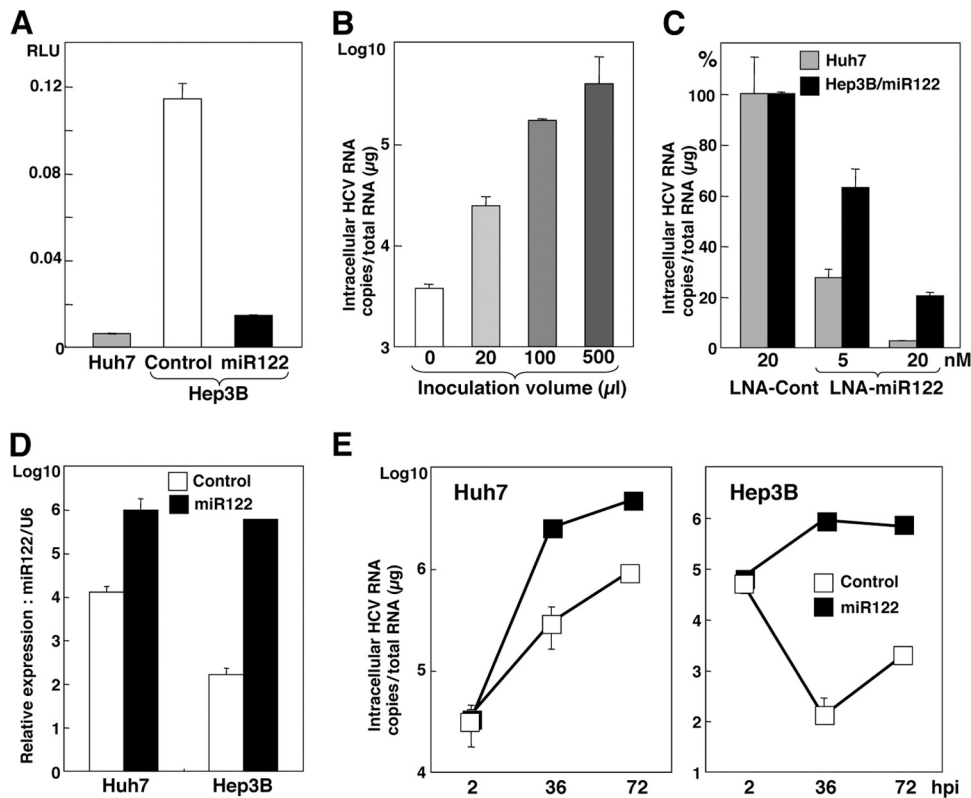 A
RLU
0.12
0.08
0.04
0
Huh7 Control miR122
Hep3B
B
Log10
5
4
3
Intracellular HCV RNA
copies/total RNA (µg)
0 20 100 500
Inoculation volume (µl)
C
%
Huh7
Hep3B/miR122
100
80
60
40
20
0
Intracellular HCV RNA
copies/total RNA (µg)
20 5 20 nM
LNA-Cont LNA-miR122
D
Log10
Control
miR122
6
5
4
3
2
1
0
Relative expression : miR122/U6
Huh7 Hep3B
E
Log10
Huh7
6
5
4
Intracellular HCV RNA
copies/total RNA (µg)
2 36 72
Hep3B
6
5
4
3
2
1
Control
miR122
2 36 72 hpi